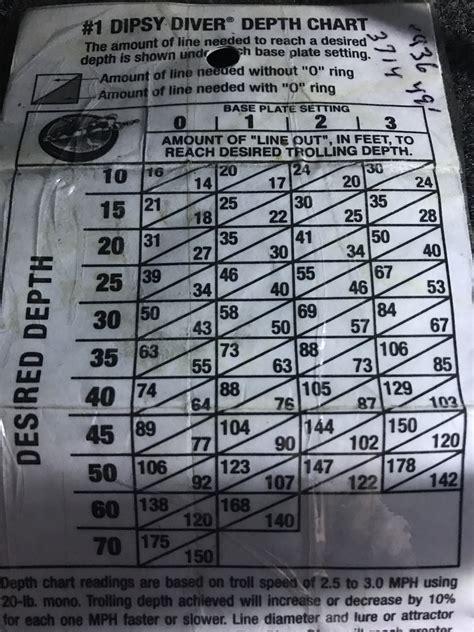 #1 DIPSY DIVER® DEPTH CHART
The amount of line needed to reach a desired
depth is shown under base plate setting.
3714
Amount of line needed without "O" ring
Amount of line needed with "O" ring
BASE PLATE SETTING
0 1 2 3
AMOUNT OF "LINE OUT", IN FEET, TO
REACH DESIRED TROLLING DEPTH.
DESIRED DEPTH
10 16 14 20 17 24 20 30 24
15 21 18 25 22 30 25 35 28
20 31 27 35 30 41 34 50 40
25 39 34 46 40 55 46 67 53
30 50 43 58 50 69 57 84 67
35 63 55 73 63 88 73 106 85
40 74 64 88 76 105 87 129 103
45 89 77 104 90 144 102 150 120
50 106 92 123 107 147 122 178 142
60 138 120 168 140
70 175 150
Depth chart readings are based on troll speed of 2.5 to 3.0 MPH using
20-lb. mono. Trolling depth achieved will increase or decrease by 10%
for each one MPH faster or slower. Line diameter and lure or attractor